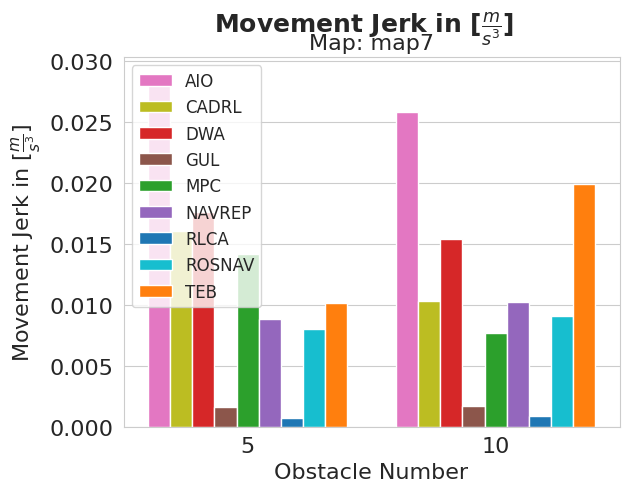 Movement Jerk in [m/s³]
Map: map7
Movement Jerk in [m/s³]
0.030
0.025
0.020
0.015
0.010
0.005
0.000
AIO
CADRL
DWA
GUL
MPC
NAVREP
RLCA
ROSNAV
TEB
5 10
Obstacle Number